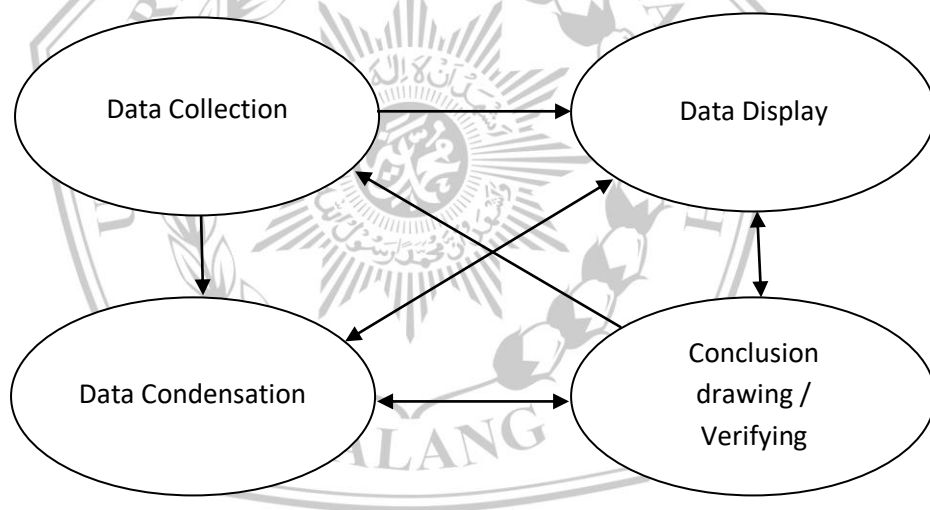 Data Collection
Data Display
Data Condensation
Conclusion
drawing /
Verifying
ALANG